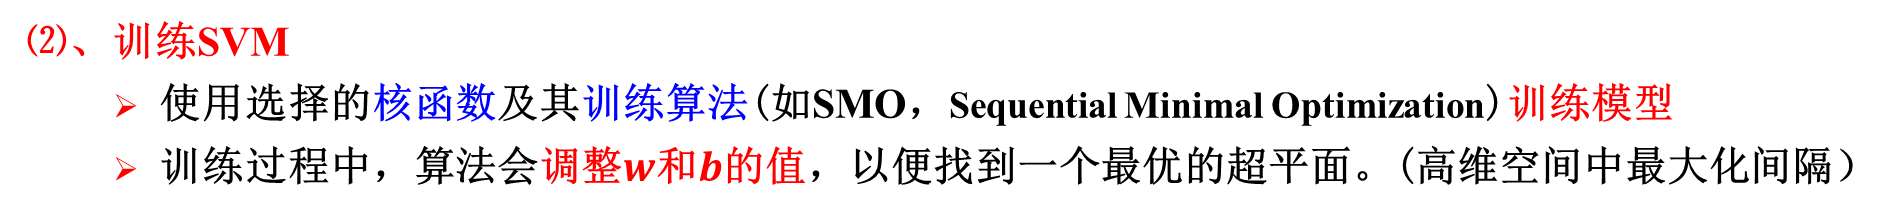 (2)、训练SVM
➢ 使用选择的核函数及其训练算法(如SMO，Sequential Minimal Optimization)训练模型
➢ 训练过程中，算法会调整w和b的值，以便找到一个最优的超平面。(高维空间中最大化间隔）